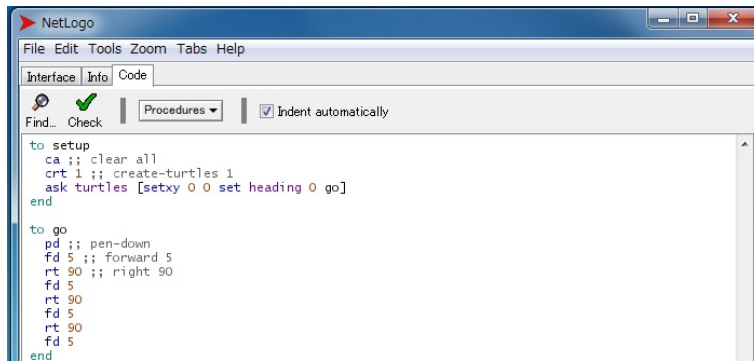 NetLogo
File Edit Tools Zoom Tabs Help
Interface Info Code
Find... Check Procedures Indent automatically
to setup
ca ;; clear all
crt 1 ;; create-turtles 1
ask turtles [setxy 0 0 set heading 0 go]
end
to go
pd ;; pen-down
fd 5 ;; forward 5
rt 90 ;; right 90
fd 5
rt 90
fd 5
rt 90
fd 5
end